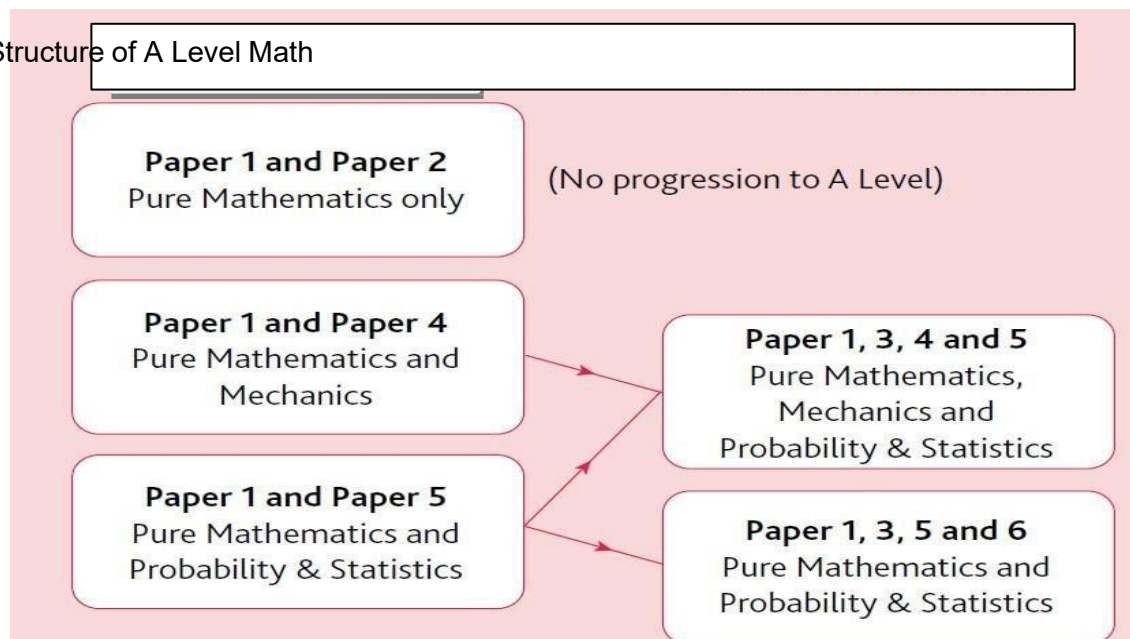 Structure of A Level Math
Paper 1 and Paper 2
Pure Mathematics only
(No progression to A Level)
Paper 1 and Paper 4
Pure Mathematics and
Mechanics
Paper 1, 3, 4 and 5
Pure Mathematics,
Mechanics and
Probability & Statistics
Paper 1 and Paper 5
Pure Mathematics and
Probability & Statistics
Paper 1, 3, 5 and 6
Pure Mathematics and
Probability & Statistics